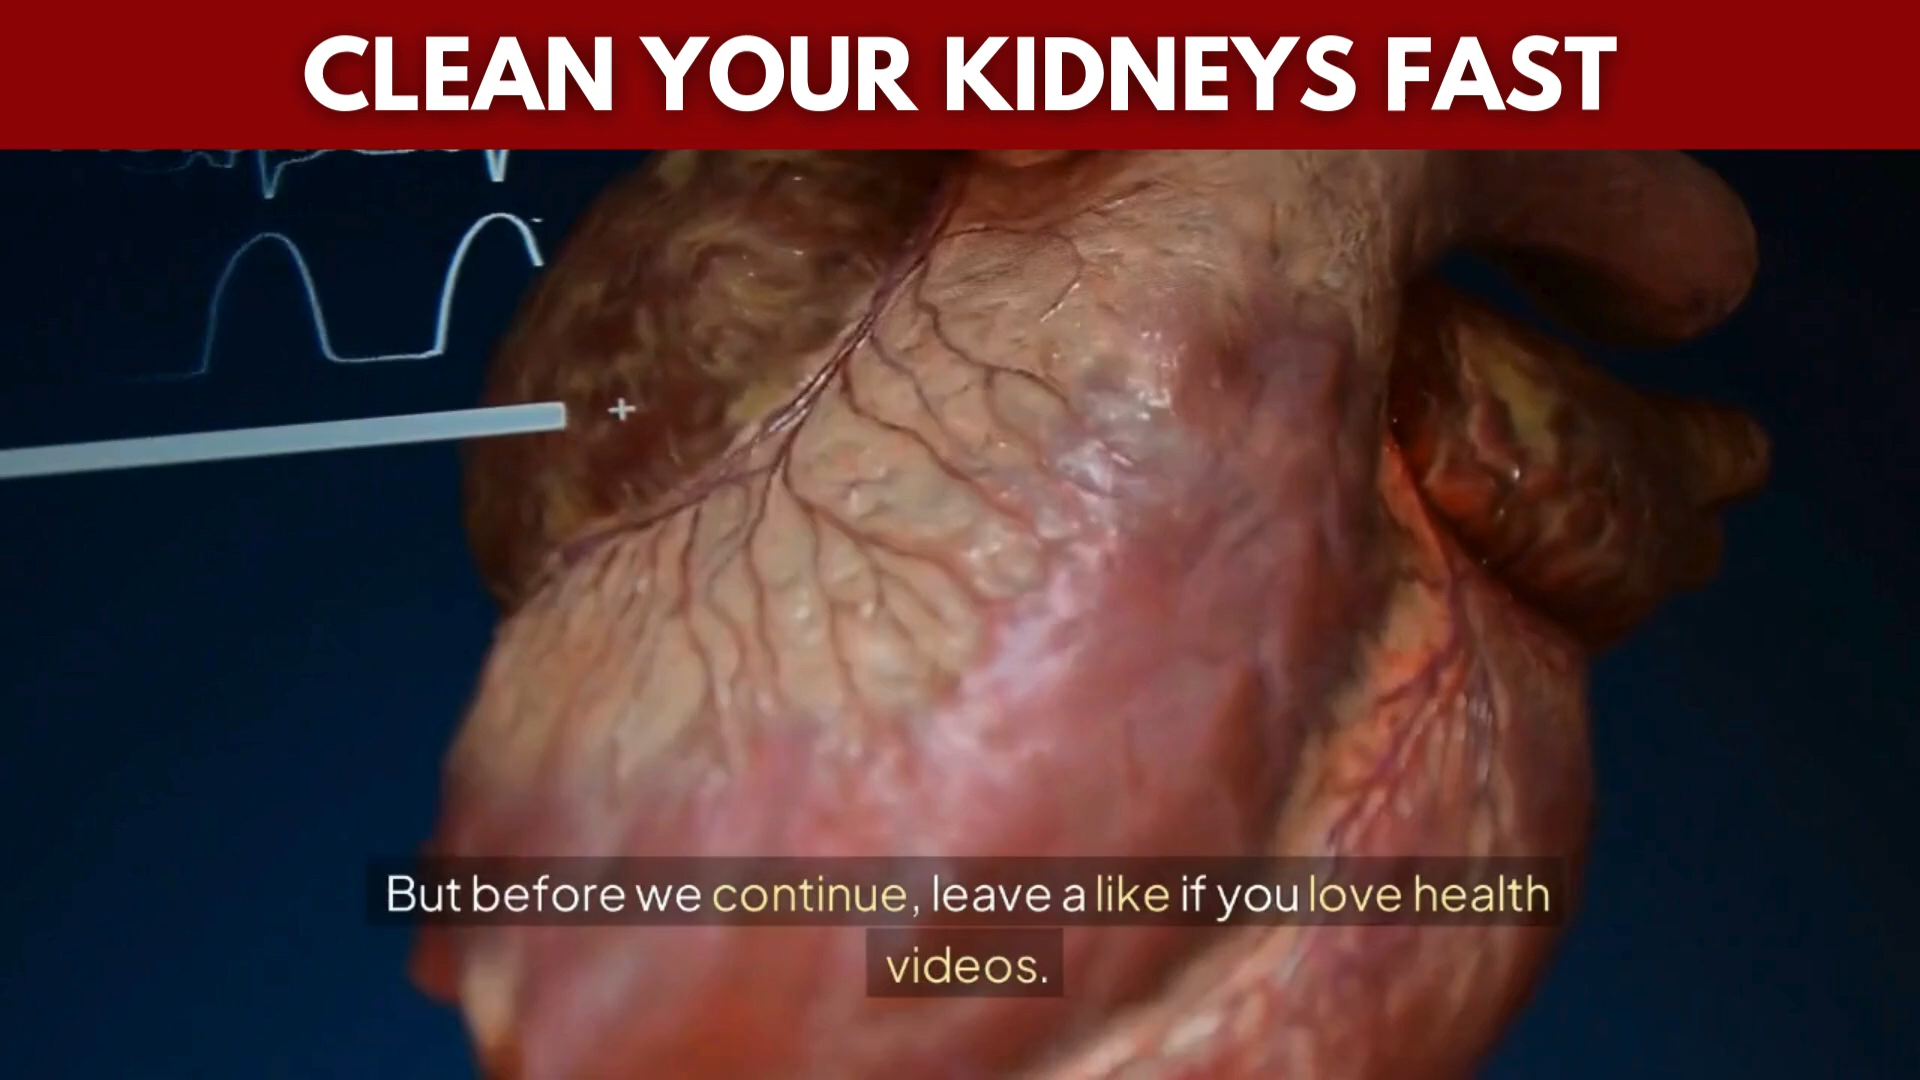 CLEAN YOUR KIDNEYS FAST
But before we continue, leave a like if you love health
videos.